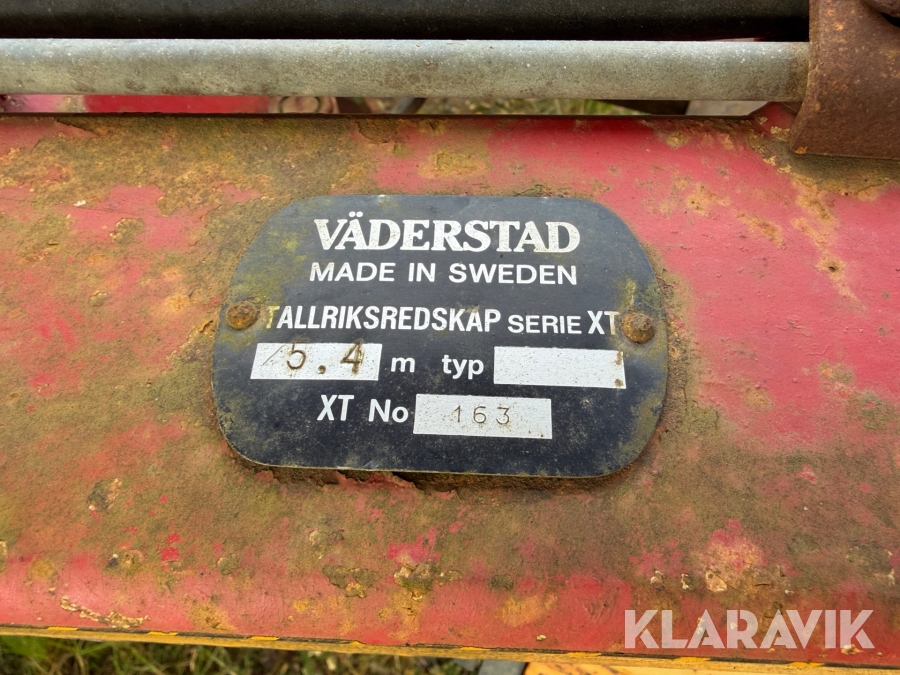 VÄDERSTAD
MADE IN SWEDEN
TALLRIKSREDSKAP SERIE XT
5.4 m typ
XT No 163
KLARAVIK